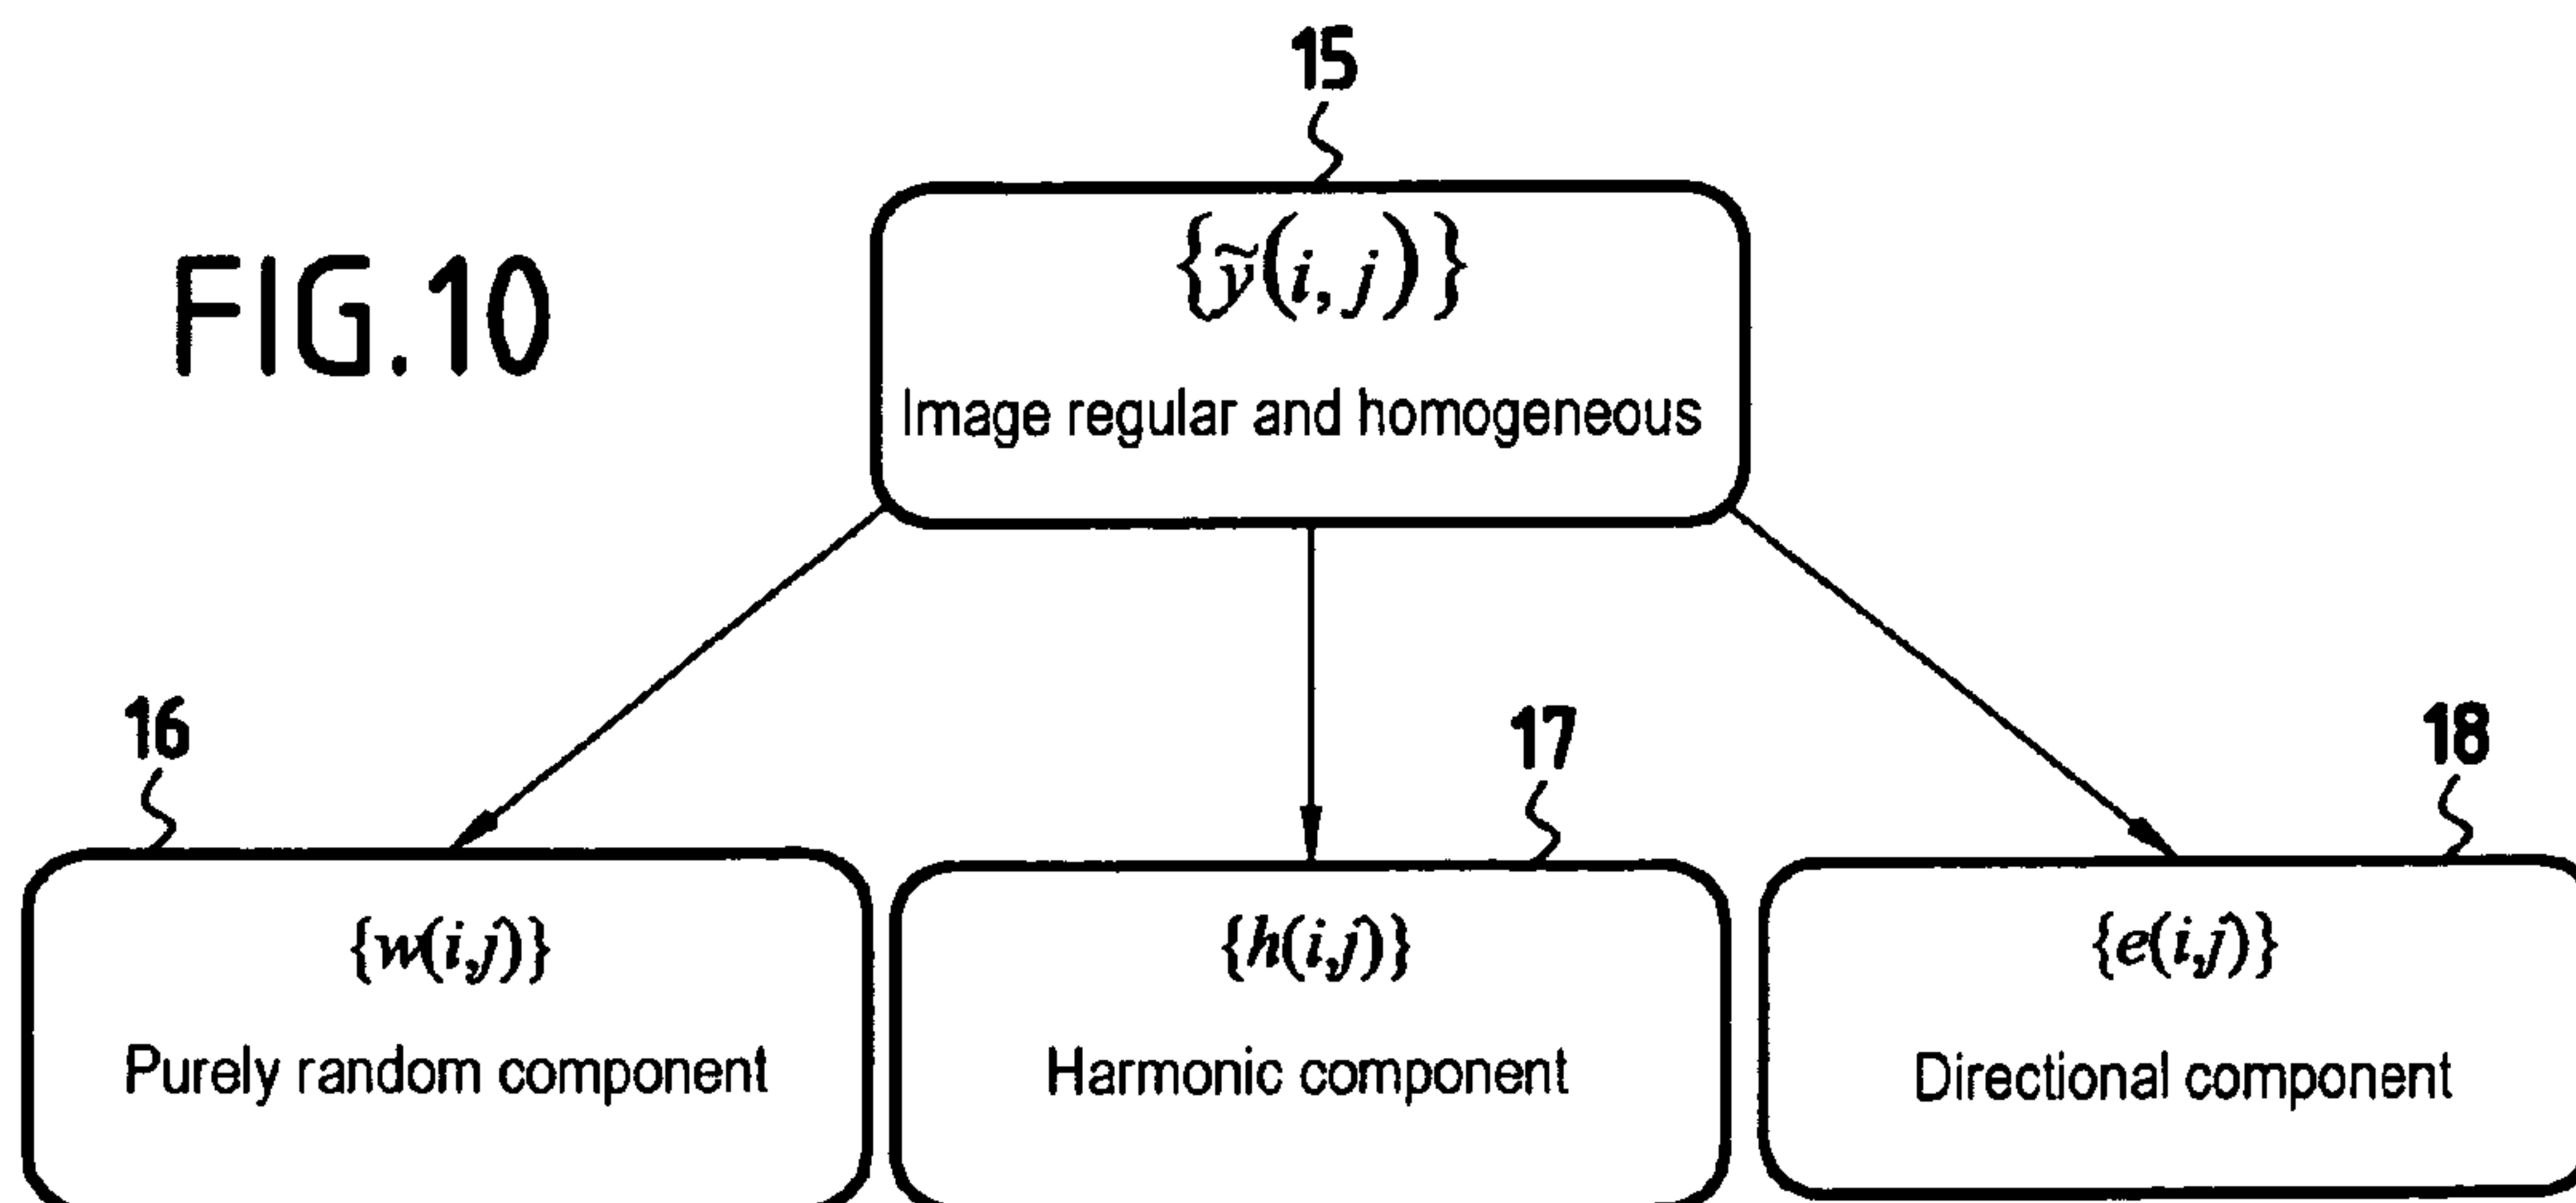 15
FIG.10
{ỹ(i, j)}
Image regular and homogeneous
16
17
18
{w(i,j)}
{h(i,j)}
{e(i,j)}
Purely random component
Harmonic component
Directional component